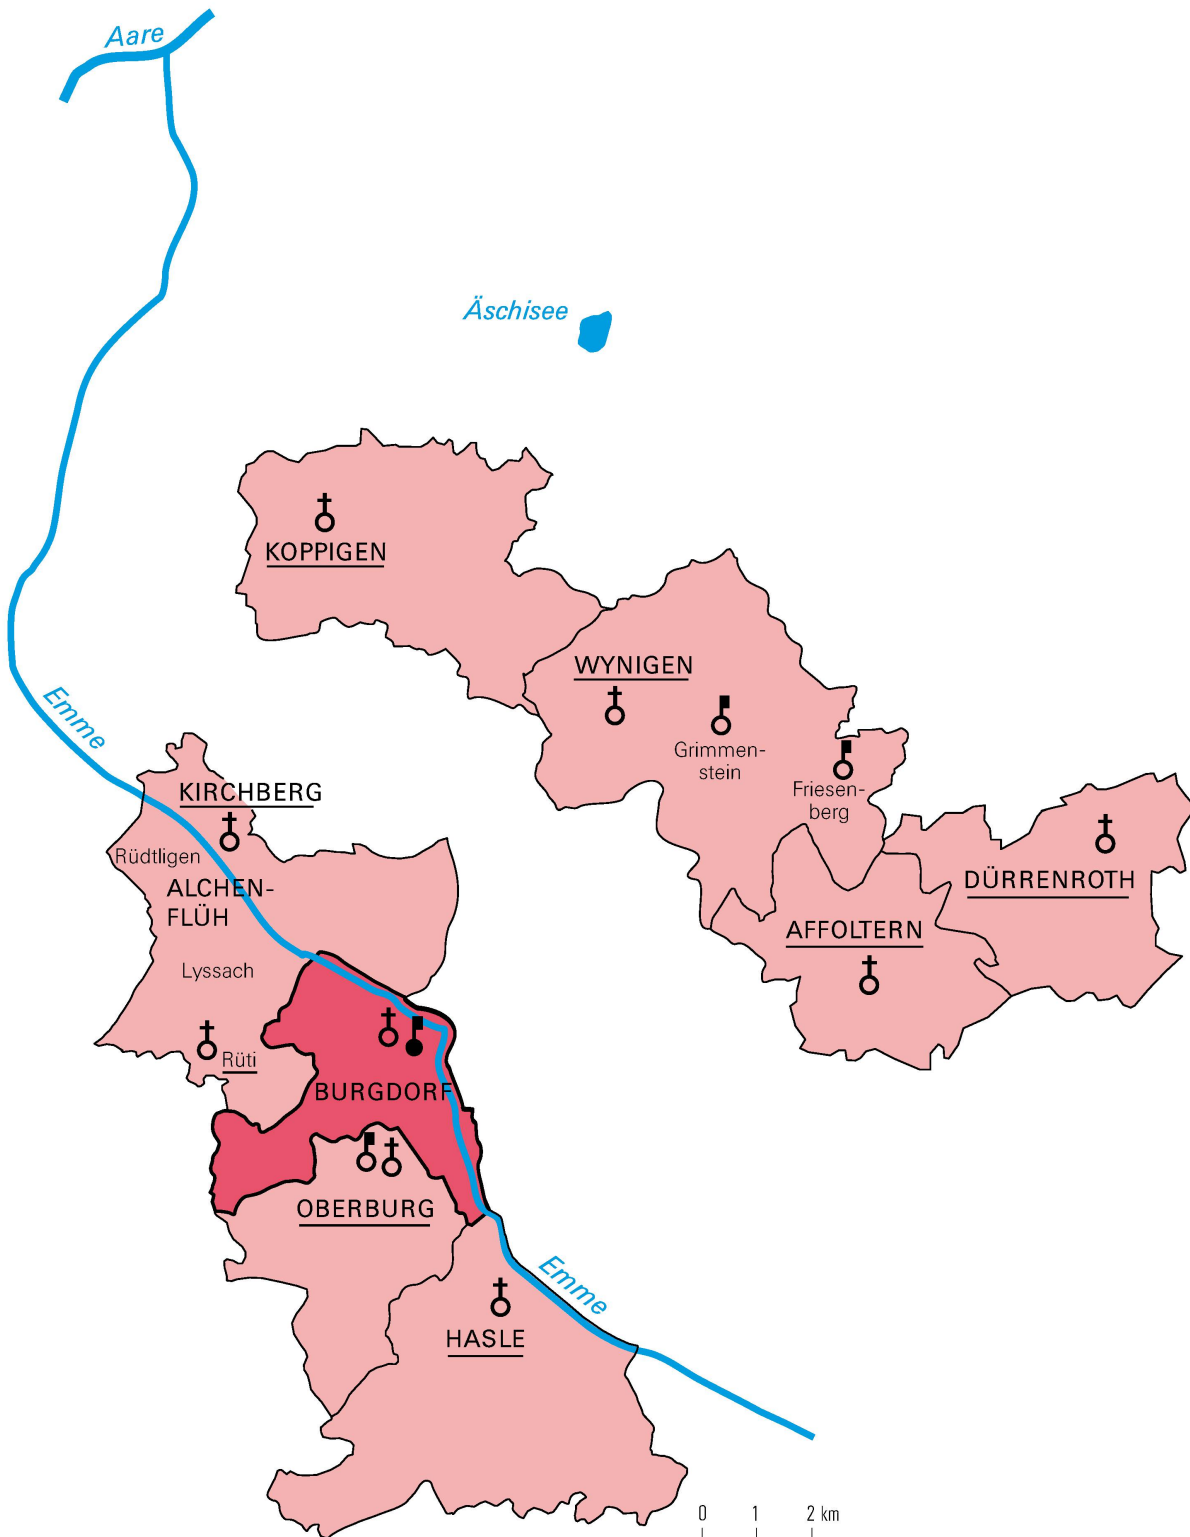 Aare
Äschisee
KOPPIGEN
WYNIGEN
Grimmen-
stein
Friesen-
berg
Emme
KIRCHBERG
Rüdtligen
ALCHEN-
FLÜH
DÜRRENROTH
AFFOLTERN
Lyssach
Rüti
BURGDORF
OBERBURG
Emme
HASLE
0 1 2 km